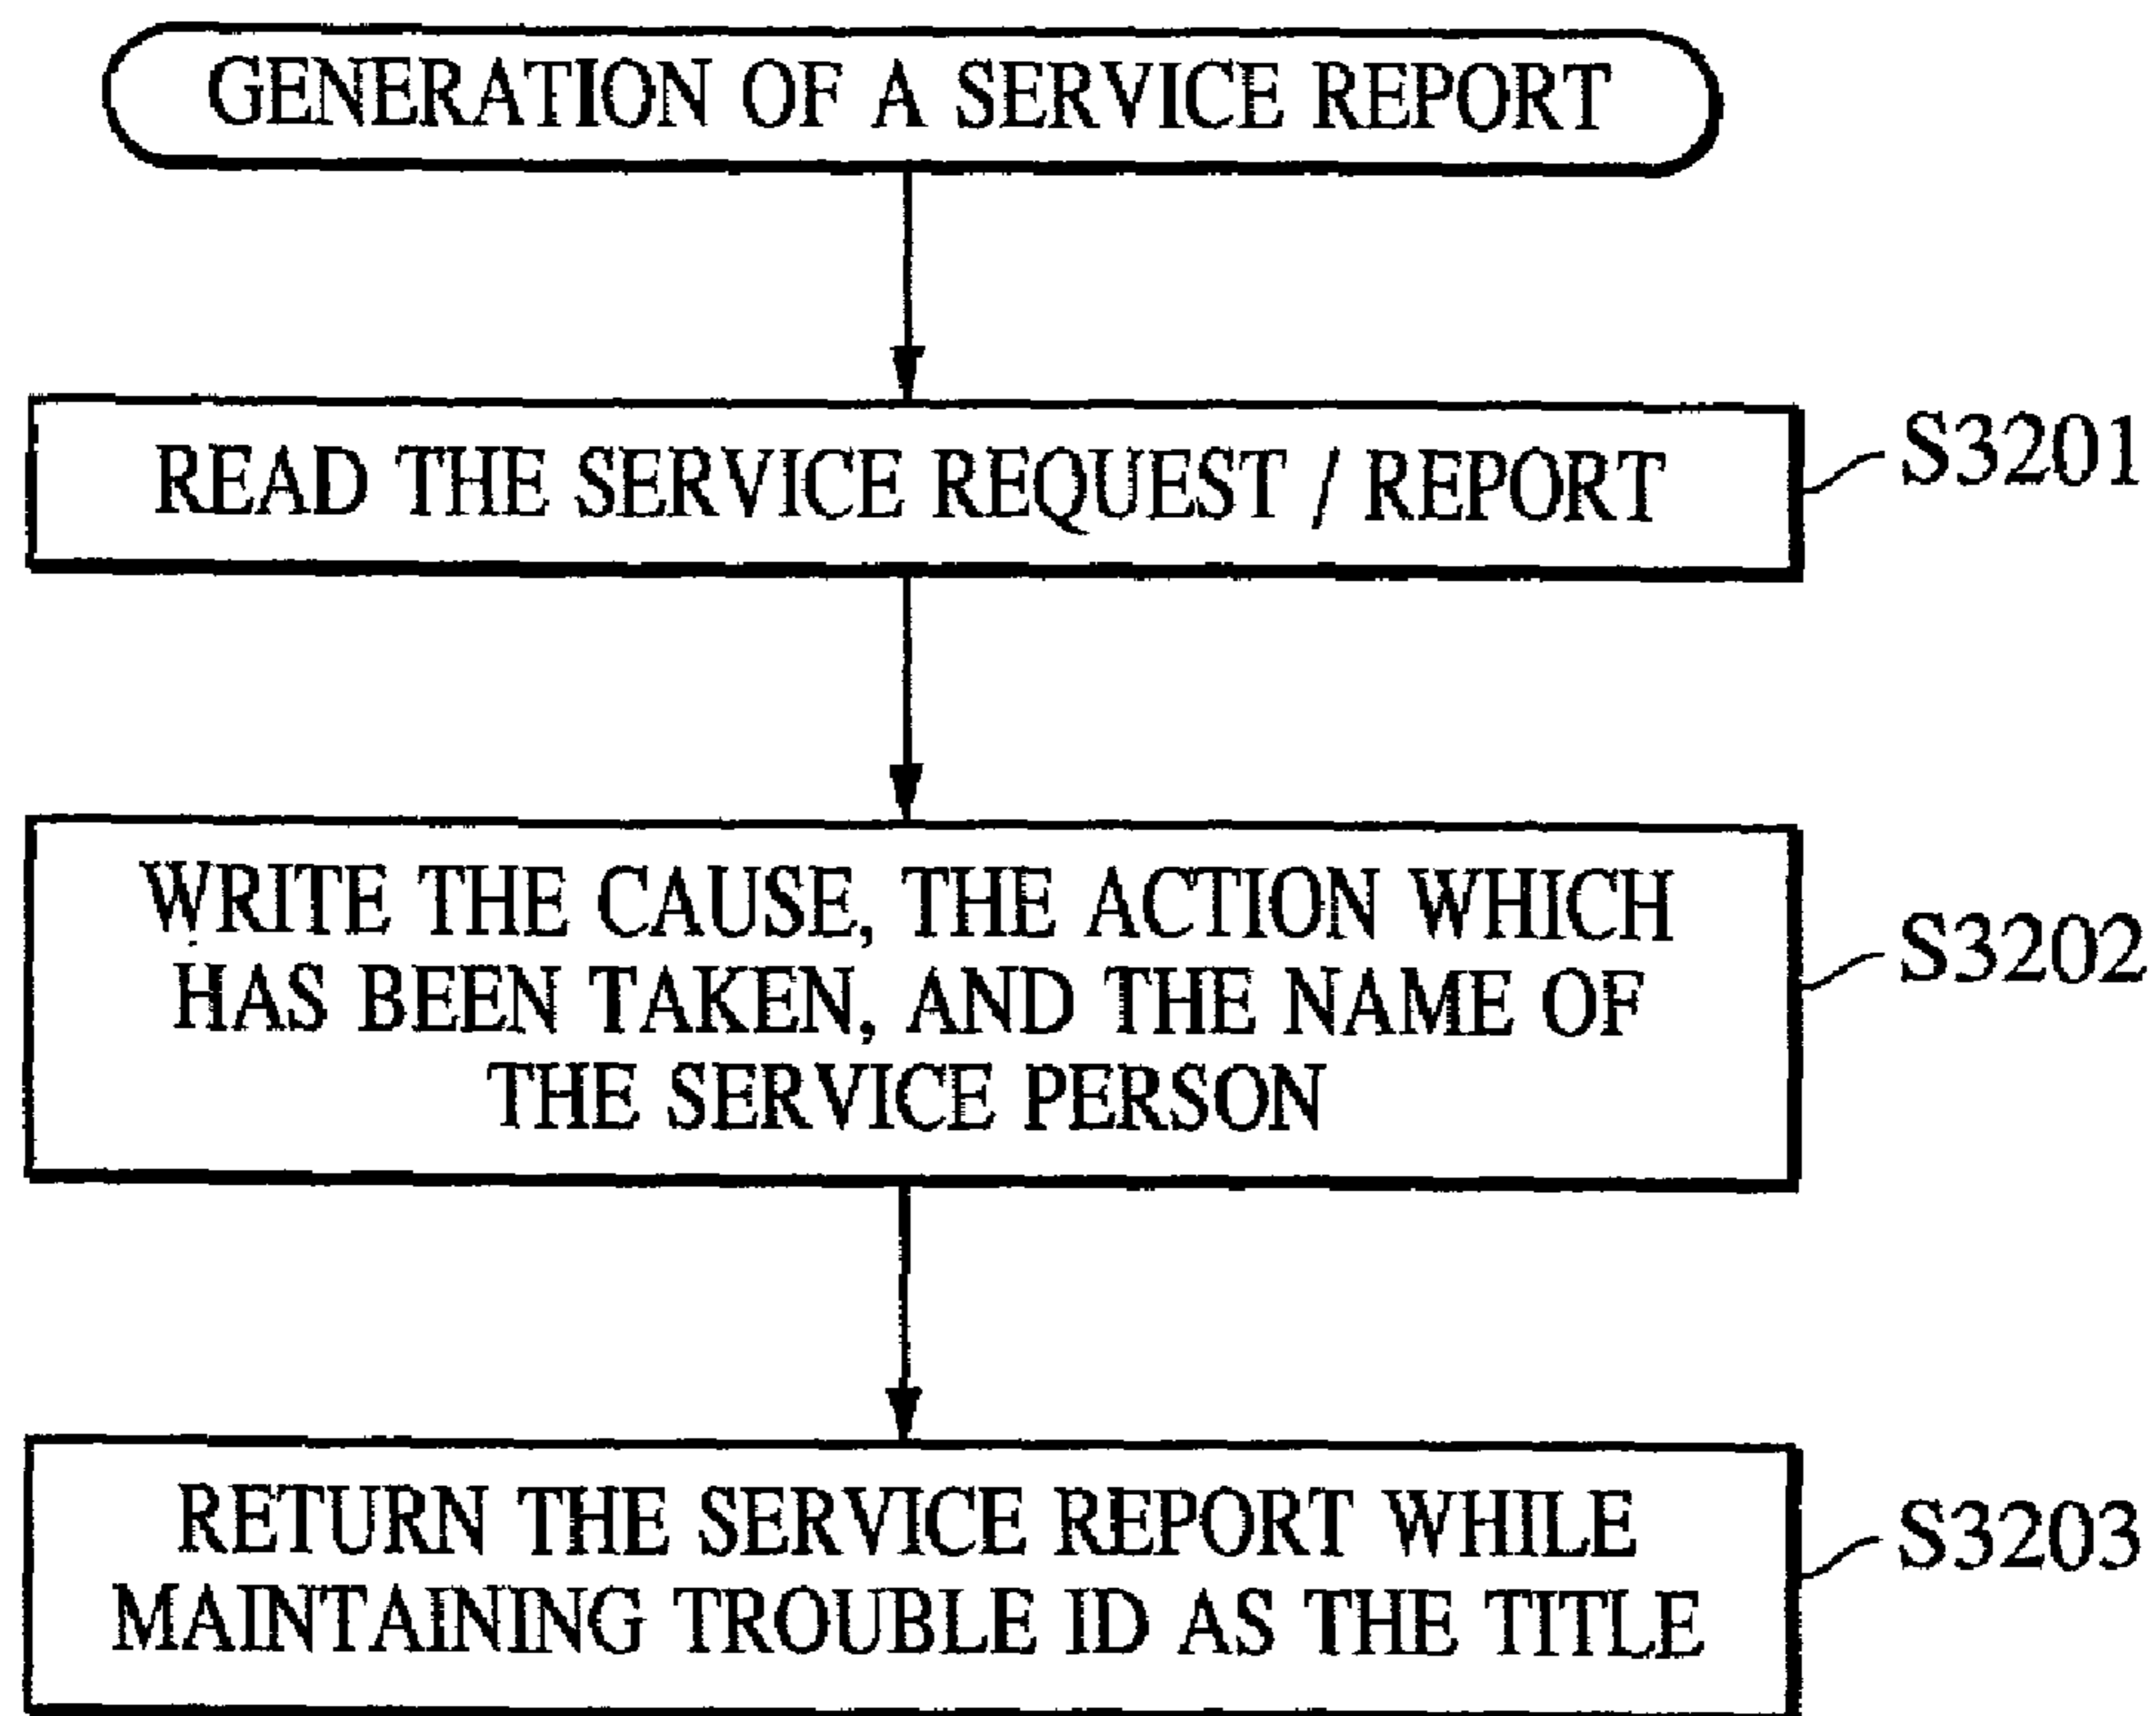 GENERATION OF A SERVICE REPORT
READ THE SERVICE REQUEST / REPORT
S3201
WRITE THE CAUSE, THE ACTION WHICH
HAS BEEN TAKEN, AND THE NAME OF
THE SERVICE PERSON
S3202
RETURN THE SERVICE REPORT WHILE
MAINTAINING TROUBLE ID AS THE TITLE
S3203